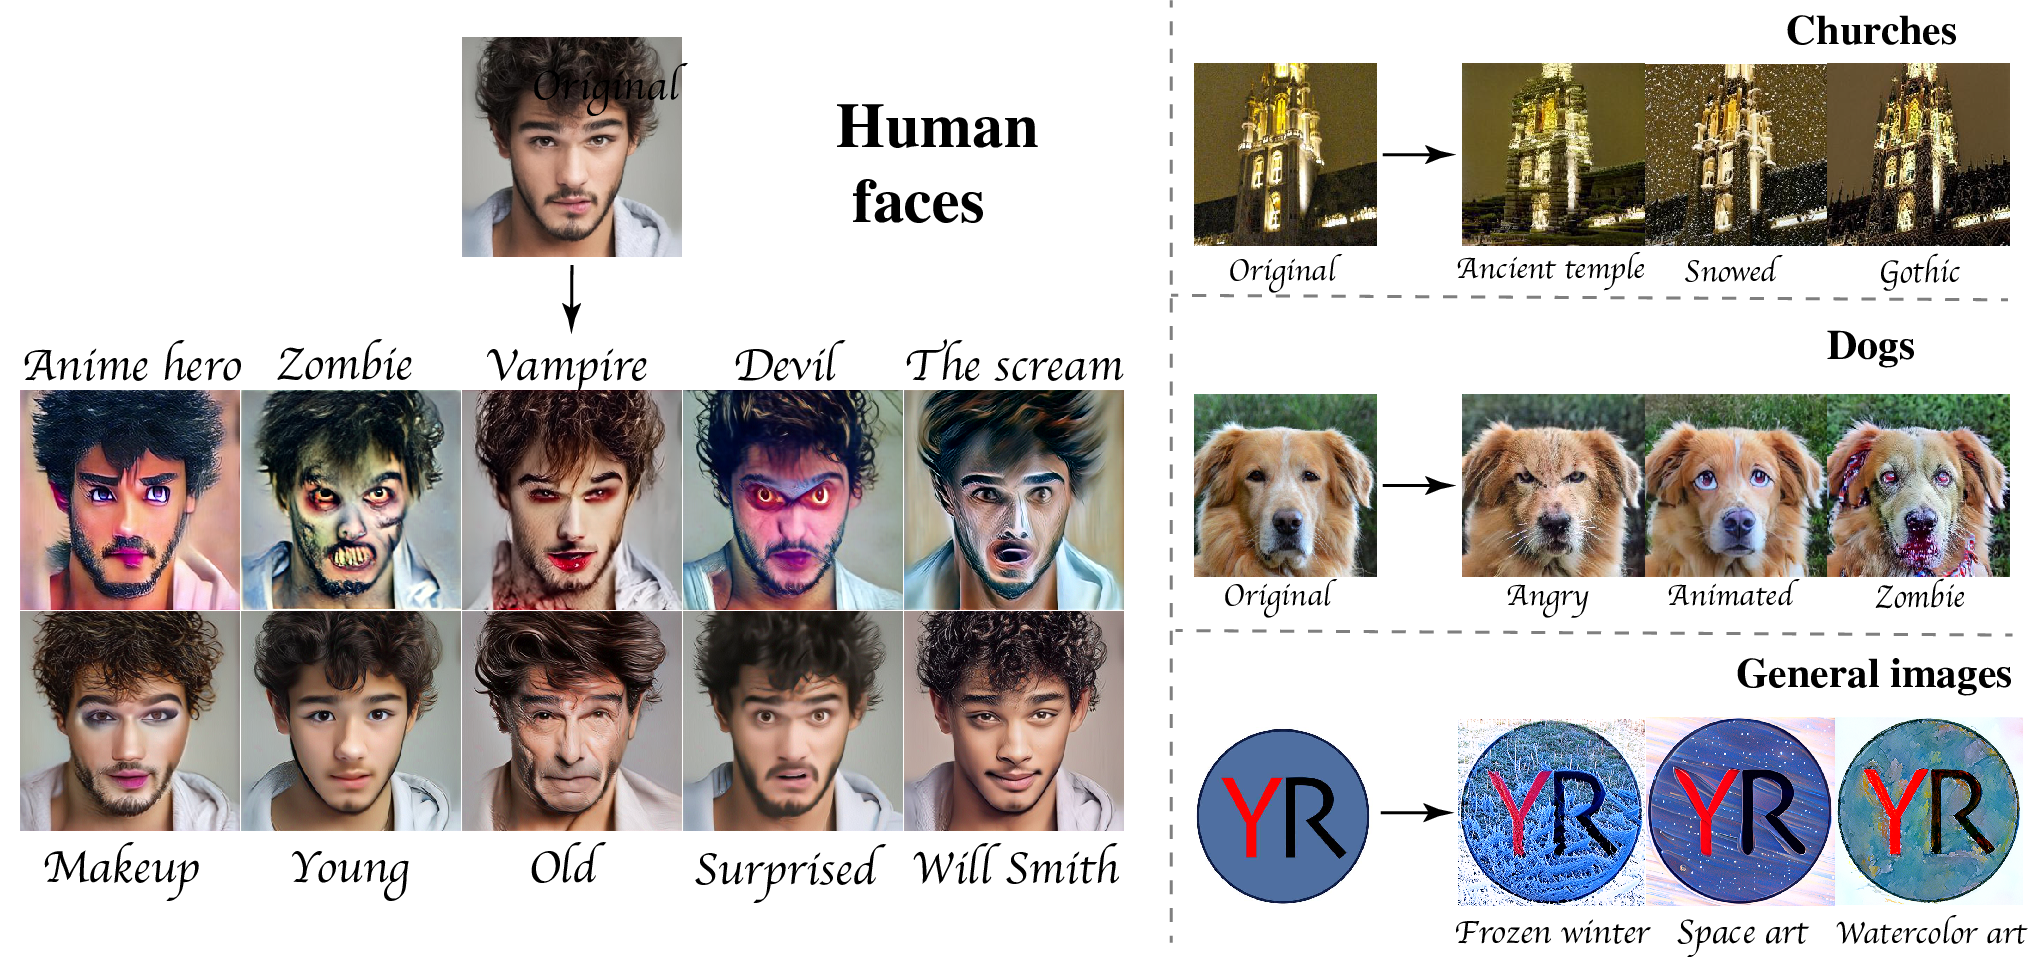 Original
Human
faces
Anime hero Zombie Vampire Devil The scream
Makeup Young Old Surprised Will Smith
Churches
Original Ancient temple Snowed Gothic
Dogs
Original Angry Animated Zombie
General images
YR YR YR YR
Frozen winter Space art Watercolor art